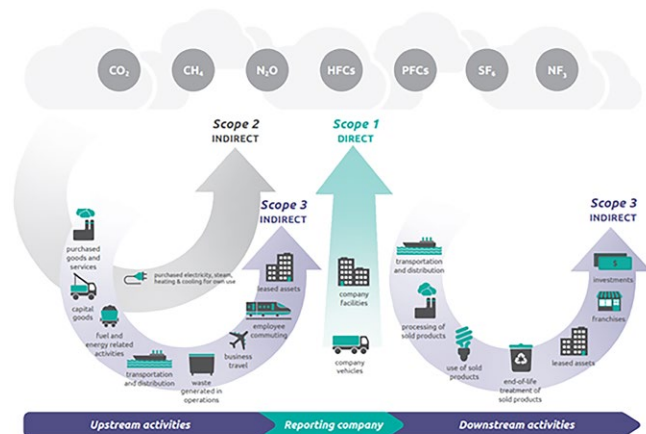 CO₂
CH₄
N₂O
HFCs
PFCs
SF₆
NF₃
Scope 2
INDIRECT
Scope 1
DIRECT
Scope 3
INDIRECT
Scope 3
INDIRECT
purchased
goods and
services
capital
goods
fuel and
energy related
activities
transportation
and distribution
waste
generated in
operations
business
travel
employee
commuting
leased assets
purchased electricity, steam,
heating & cooling for own use
company
facilities
company
vehicles
transportation
and distribution
processing of
sold products
use of sold
products
end-of-life
treatment of
sold products
leased assets
franchises
investments
$
Upstream activities
Reporting company
Downstream activities